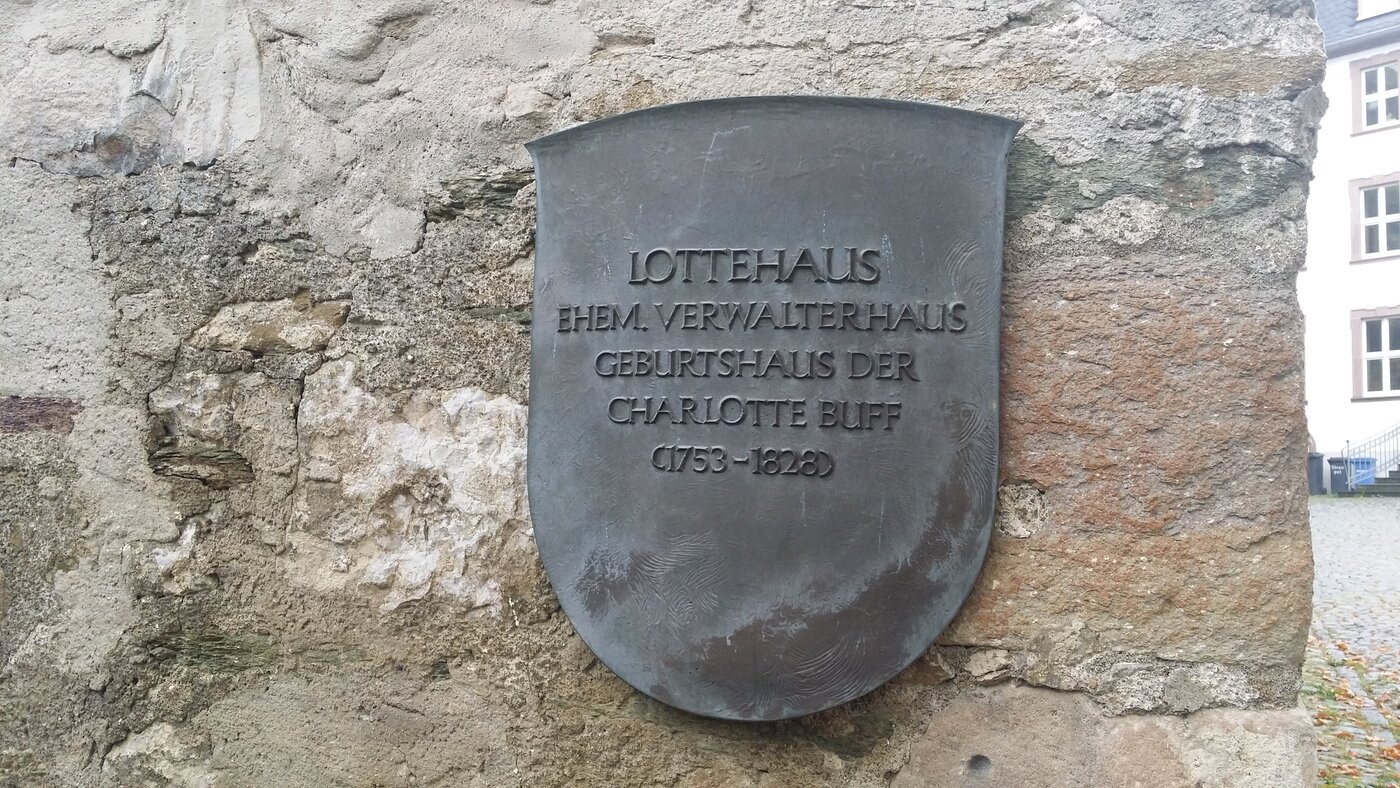 LOTTEHAUS
EHEM. VERWALTERHAUS
GEBURTSHAUS DER
CHARLOTTE BUFF
(1753-1828)